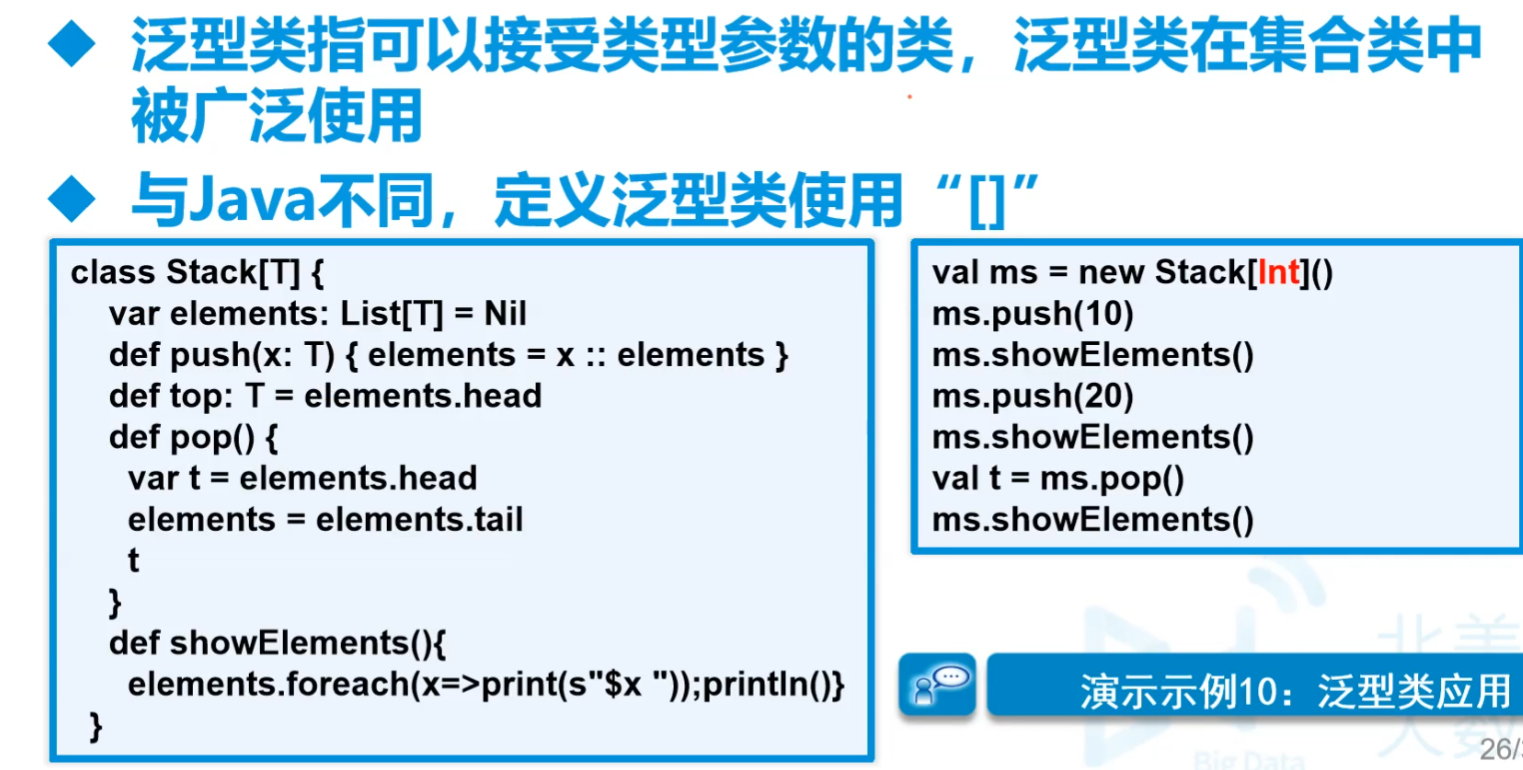 泛型类指可以接受类型参数的类，泛型类在集合类中
被广泛使用
与Java不同，定义泛型类使用“[]”
class Stack[T] {
var elements: List[T] = Nil
def push(x: T) { elements = x :: elements }
def top: T = elements.head
def pop() {
var t = elements.head
elements = elements.tail
t
}
def showElements(){
elements.foreach(x=>print(s"$x "));println()}
}
val ms = new Stack[Int]()
ms.push(10)
ms.showElements()
ms.push(20)
ms.showElements()
val t = ms.pop()
ms.showElements()
演示示例10：泛型类应用
Big Data
26/